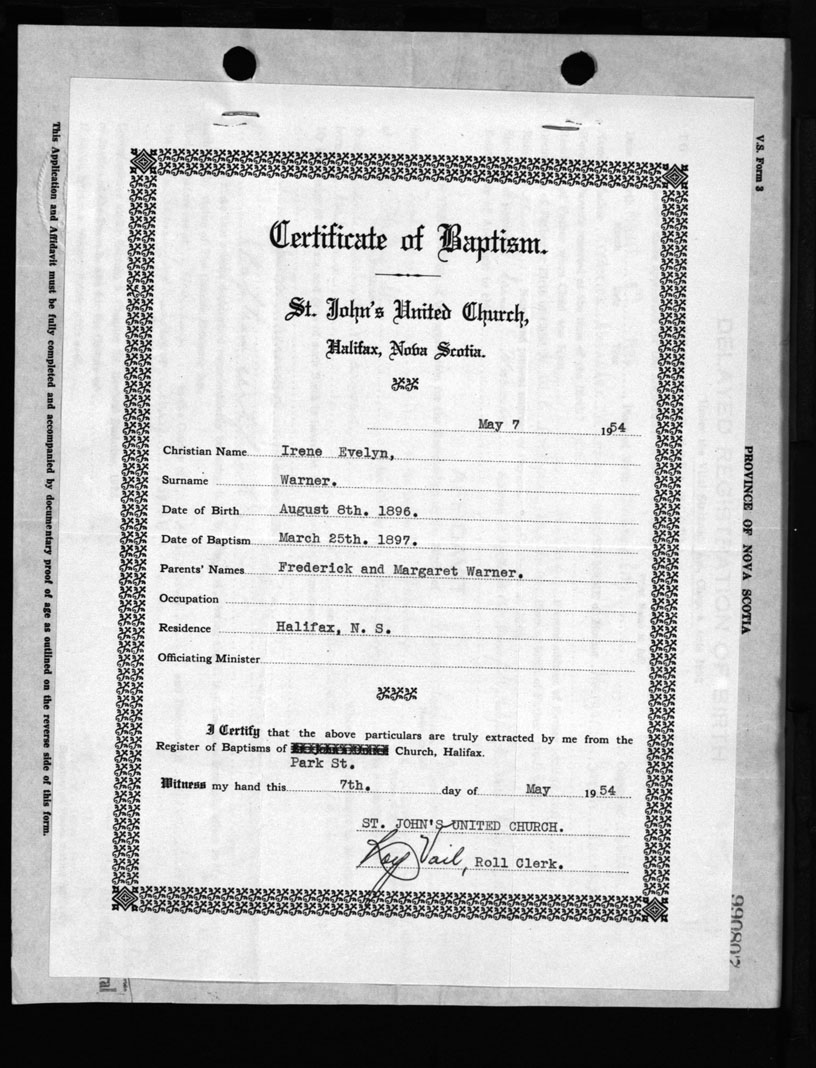 Certificate of Baptism.
St. John's United Church,
Halifax, Nova Scotia.
May 7 1954
Christian Name Irene Evelyn,
Surname Warner.
Date of Birth August 8th. 1896.
Date of Baptism March 25th. 1897.
Parents' Names Frederick and Margaret Warner.
Occupation
Residence Halifax, N. S.
Officiating Minister
I Certify that the above particulars are truly extracted by me from the
Register of Baptisms of Church, Halifax.
Park St.
Witness my hand this 7th. day of May 1954
ST. JOHN'S UNITED CHURCH.
Roy Vail, Roll Clerk.
This Application and Affidavit must be fully completed and accompanied by documentary proof of age as outlined on the reverse side of this form.
V.S. Form 3
PROVINCE OF NOVA SCOTIA
DELAYED REGISTRATION OF BIRTH